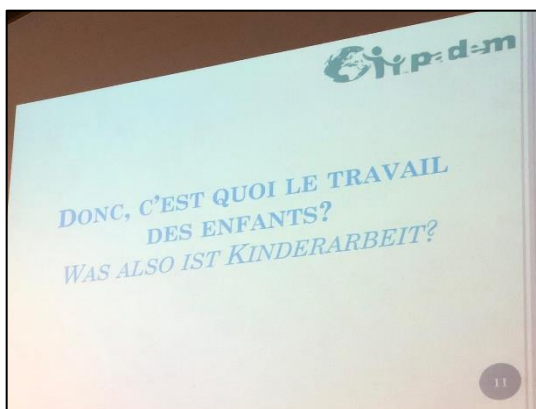 DONC, C'EST QUOI LE TRAVAIL
DES ENFANTS?
WAS ALSO IST KINDERARBEIT?
11